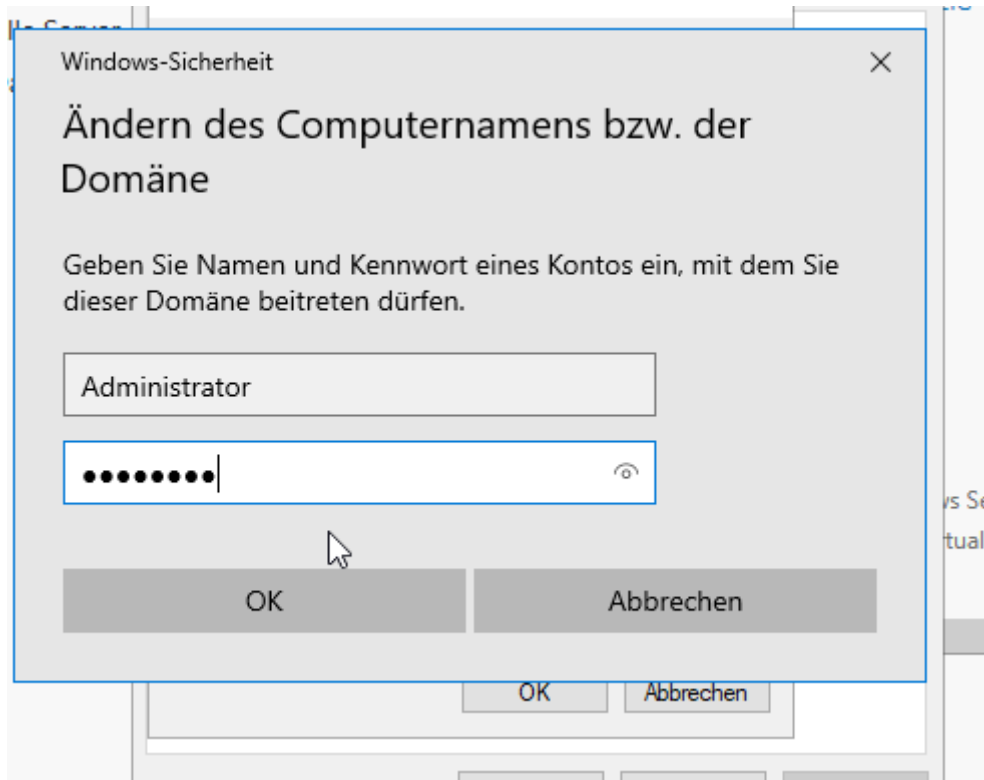 Windows-Sicherheit
Ändern des Computernamens bzw. der
Domäne
Geben Sie Namen und Kennwort eines Kontos ein, mit dem Sie
dieser Domäne beitreten dürfen.
Administrator
••••••••
OK
Abbrechen
OK
Abbrechen